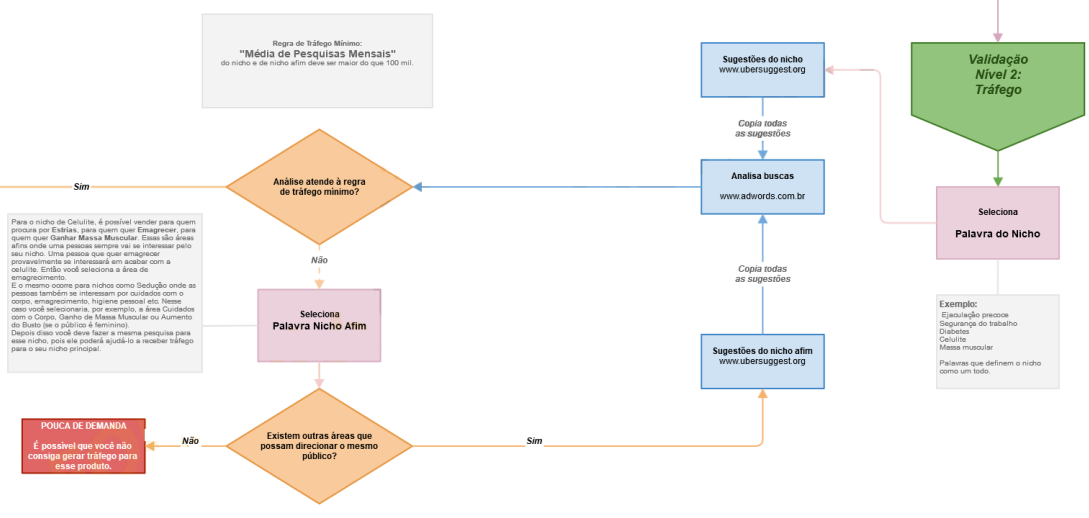 Regra de Tráfego Mínimo:
"Média de Pesquisas Mensais"
do nicho e de nicho afim deve ser maior do que 100 mil.
Sugestões do nicho
www.ubersuggest.org
Validação
Nível 2:
Tráfego
Copia todas
as sugestões
Análise atende à regra
de tráfego mínimo?
Sim
Analisa buscas
www.adwords.com.br
Seleciona
Palavra do Nicho
Para o nicho de Celulite, é possível vender para quem
procura por Estrias, para quem quer Emagrecer, para
quem quer Ganhar Massa Muscular. Essas são áreas
afins onde uma pessoas sempre vai se interessar pelo
seu nicho. Uma pessoa que quer emagrecer
provavelmente se interessará em acabar com a
celulite. Então você seleciona a área de
emagrecimento.
E o mesmo ocorre para nichos como Sedução onde as
pessoas também se interessam por cuidados com o
corpo, emagrecimento, higiene pessoal etc. Nesse
caso você selecionaria, por exemplo, a área Cuidados
com o Corpo, Ganho de Massa Muscular ou Aumento
do Busto (se o público é feminino).
Depois disso você deve fazer a mesma pesquisa para
esse nicho, pois ele poderá ajudá-lo a receber tráfego
para o seu nicho principal.
Não
Copia todas
as sugestões
Seleciona
Palavra Nicho Afim
Exemplo:
Ejaculação precoce
Segurança do trabalho
Diabetes
Celulite
Massa muscular
Palavras que definem o nicho
como um todo.
Sugestões do nicho afim
www.ubersuggest.org
POUCA DE DEMANDA
É possível que você não
consiga gerar tráfego para
esse produto.
Não
Existem outras áreas que
possam direcionar o mesmo
público?
Sim